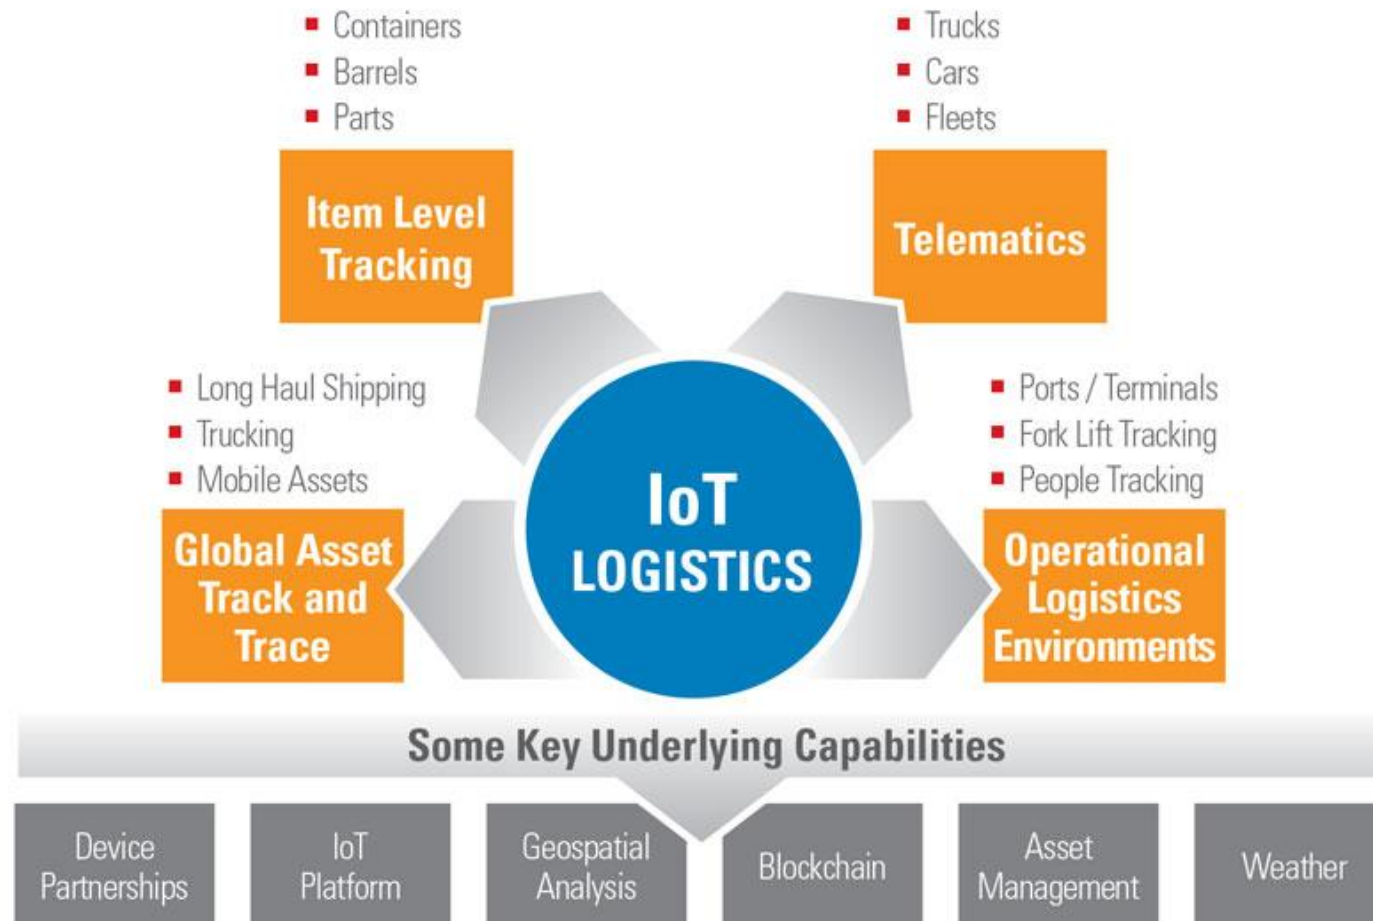 Containers
Barrels
Parts
Item Level
Tracking
Trucks
Cars
Fleets
Telematics
Long Haul Shipping
Trucking
Mobile Assets
Global Asset
Track and
Trace
IoT
LOGISTICS
Ports / Terminals
Fork Lift Tracking
People Tracking
Operational
Logistics
Environments
Some Key Underlying Capabilities
Device
Partnerships
IoT
Platform
Geospatial
Analysis
Blockchain
Asset
Management
Weather